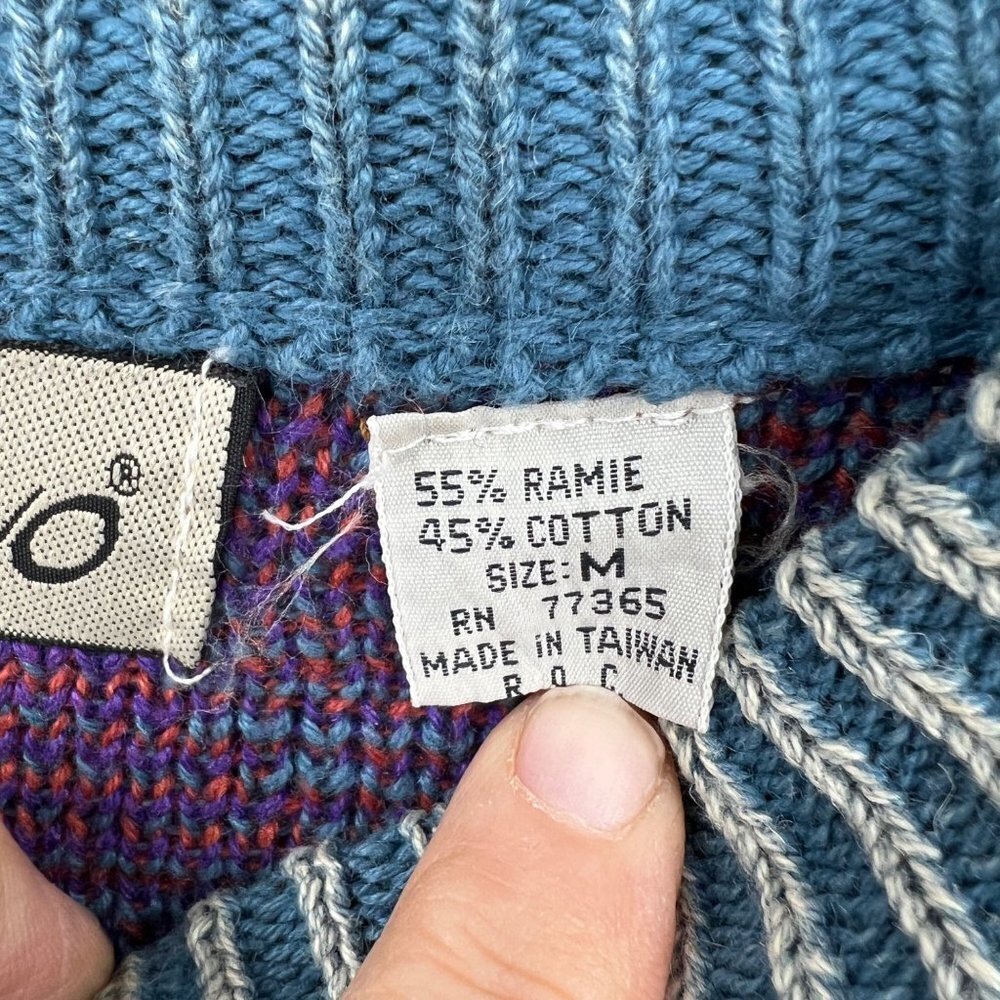 ®
55% RAMIE
45% COTTON
SIZE: M
RN 77365
MADE IN TAIWAN
R. O. C.